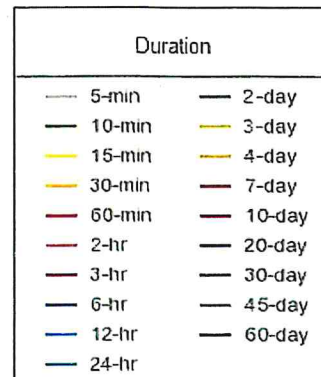 Duration
5-min
10-min
15-min
30-min
60-min
2-hr
3-hr
6-hr
12-hr
24-hr
2-day
3-day
4-day
7-day
10-day
20-day
30-day
45-day
60-day